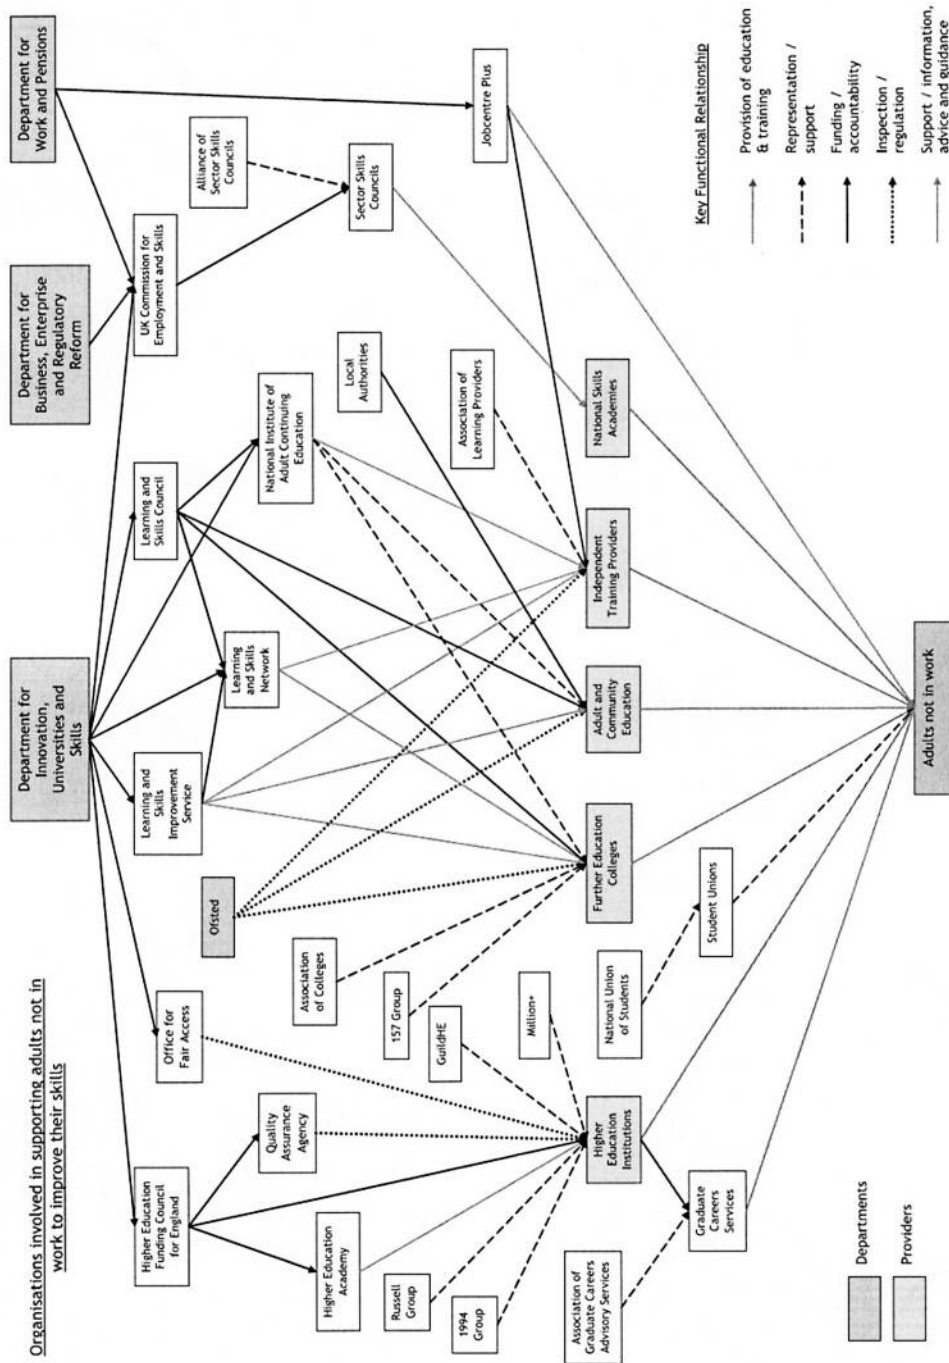 Organisations involved in supporting adults not in
work to improve their skills
Department for
Innovation,
Universities and
Skills
Department for
Business, Enterprise
and Regulatory
Reform
Department for
Work and Pensions
Higher Education
Funding Council
for England
Office for
Fair Access
Learning and
Skills
Improvement
Service
Learning and
Skills Council
UK Commission for
Employment and Skills
Quality
Assurance
Agency
Ofsted
Learning
and Skills
Network
National Institute of
Adult Continuing
Education
Alliance of
Sector Skills
Councils
Higher Education
Academy
Association
of Colleges
Local
Authorities
Sector Skills
Councils
Russell
Group
157 Group
GuildHE
1994
Group
Million+
Association of
Learning Providers
Jobcentre Plus
Higher
Education
Institutions
Further Education
Colleges
Adult and
Community
Education
Independent
Training Providers
National Skills
Academies
Association of
Graduate Careers
Advisory Services
National Union
of Students
Graduate
Careers
Services
Student Unions
Adults not in work
Departments
Providers
Key Functional Relationship
Provision of education
& training
Representation /
support
Funding /
accountability
Inspection /
regulation
Support / information,
advice and guidance